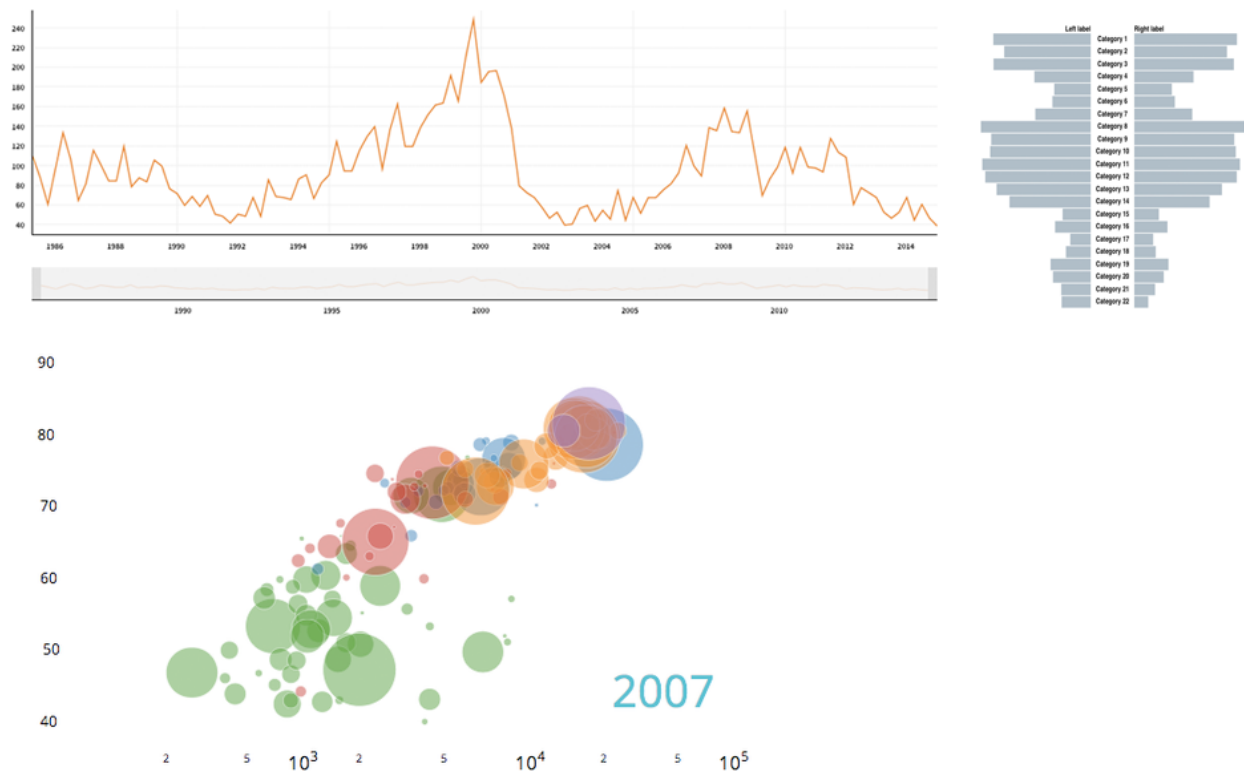 240
220
200
180
160
140
120
100
80
60
40
1986 1988 1990 1992 1994 1996 1998 2000 2002 2004 2006 2008 2010 2012 2014
1990 1995 2000 2005 2010
Left label Right label
Category 1
Category 2
Category 3
Category 4
Category 5
Category 6
Category 7
Category 8
Category 9
Category 10
Category 11
Category 12
Category 13
Category 14
Category 15
Category 16
Category 17
Category 18
Category 19
Category 20
Category 21
Category 22
90
80
70
60
50
40
2007
2 5 10³ 2 5 10⁴ 2 5 10⁵